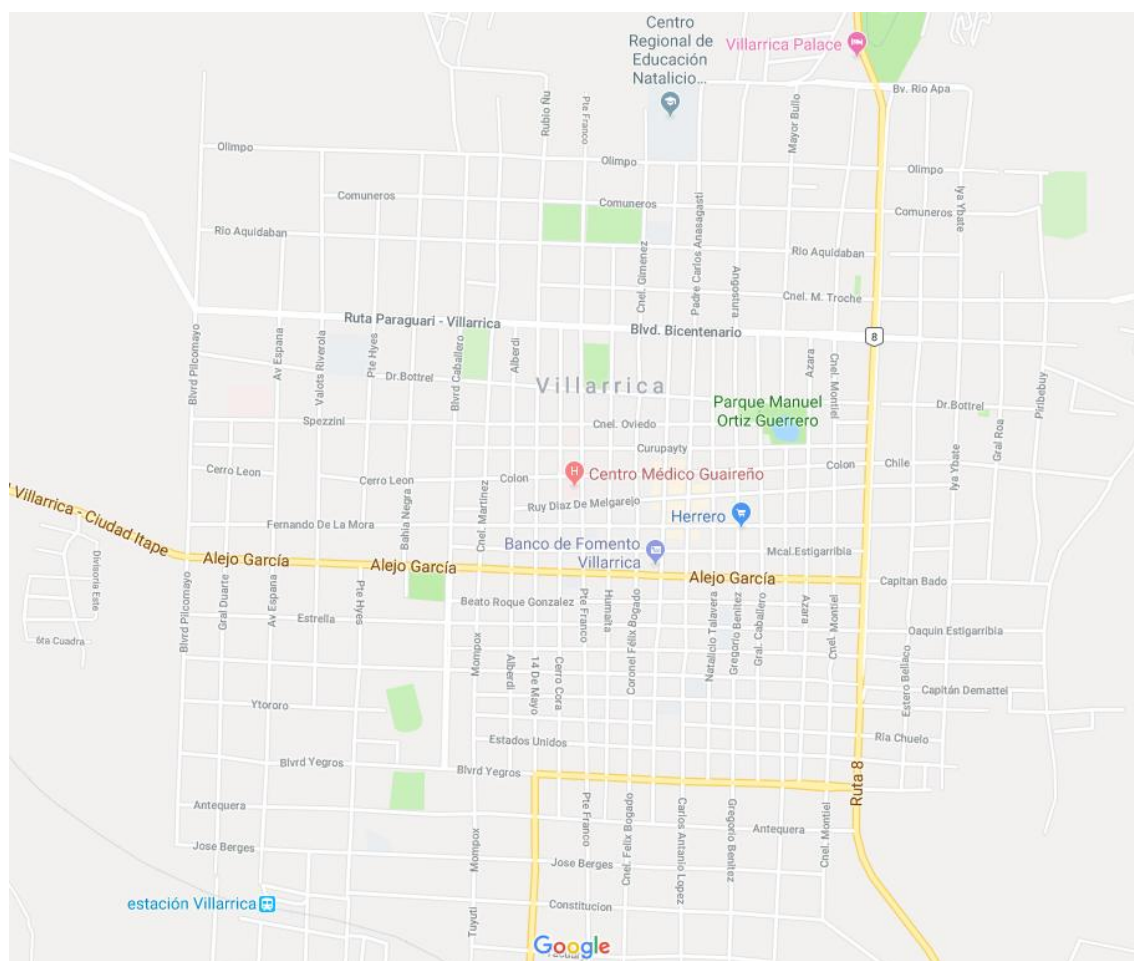 Centro
Regional de
Educación
Natalicio...
Villarrica Palace
Bv. Rio Apa
Rubio Ñu
Pte Franco
Mayor Bullo
Olimpo
Olimpo
Olimpo
Comuneros
Comuneros
Comuneros
Iya Ybate
Padre Carlos Anasagasti
Rio Aquidaban
Rio Aquidaban
Cnel. Gimenez
Angostura
Cnel. M. Troche
Ruta Paraguari - Villarrica
Blvd. Bicentenario
8
Blvrd Pilcomayo
Av Espana
Valots Riverola
Pte Hyes
Blvrd Caballero
Alberdi
Azara
Cnel. Montiel
Piribebuy
Dr.Bottrel
Villarrica
Parque Manuel
Ortiz Guerrero
Dr.Bottrel
Gral Roa
Spezzini
Cnel. Oviedo
Curupayty
Iya Ybate
Cerro Leon
Cerro Leon
Colon
Centro Médico Guaireño
Colon
Chile
Bahia Negra
Cnel. Martinez
Ruy Diaz De Melgarejo
Herrero
Villarrica - Ciudad Itape
Fernando De La Mora
Banco de Fomento
Villarrica
Mcal.Estigarribia
Divisoria Este
Alejo García
Alejo García
Alejo García
Capitan Bado
Blvrd Pilcomayo
Gral Duarte
Av Espana
Pte Hyes
Beato Roque Gonzalez
Pte Franco
Humaita
Coronel Félix Bogado
Natalicio Talavera
Gregorio Benitez
Gral. Caballero
Azara
Cnel. Montiel
Estrella
Oaquin Estigarribia
6ta Cuadra
Mompox
Alberdi
14 De Mayo
Cerro Cora
Estero Bellaco
Capitán Demattei
Ytororo
Estados Unidos
Ria Chuelo
Blvrd Yegros
Blvrd Yegros
Ruta 8
Antequera
Pte Franco
Cnel. Felix Bogado
Carlos Antonio Lopez
Gregorio Benitez
Antequera
Cnel. Montiel
Mompox
Jose Berges
Jose Berges
estación Villarrica
Tuyuti
Constitucion
Google